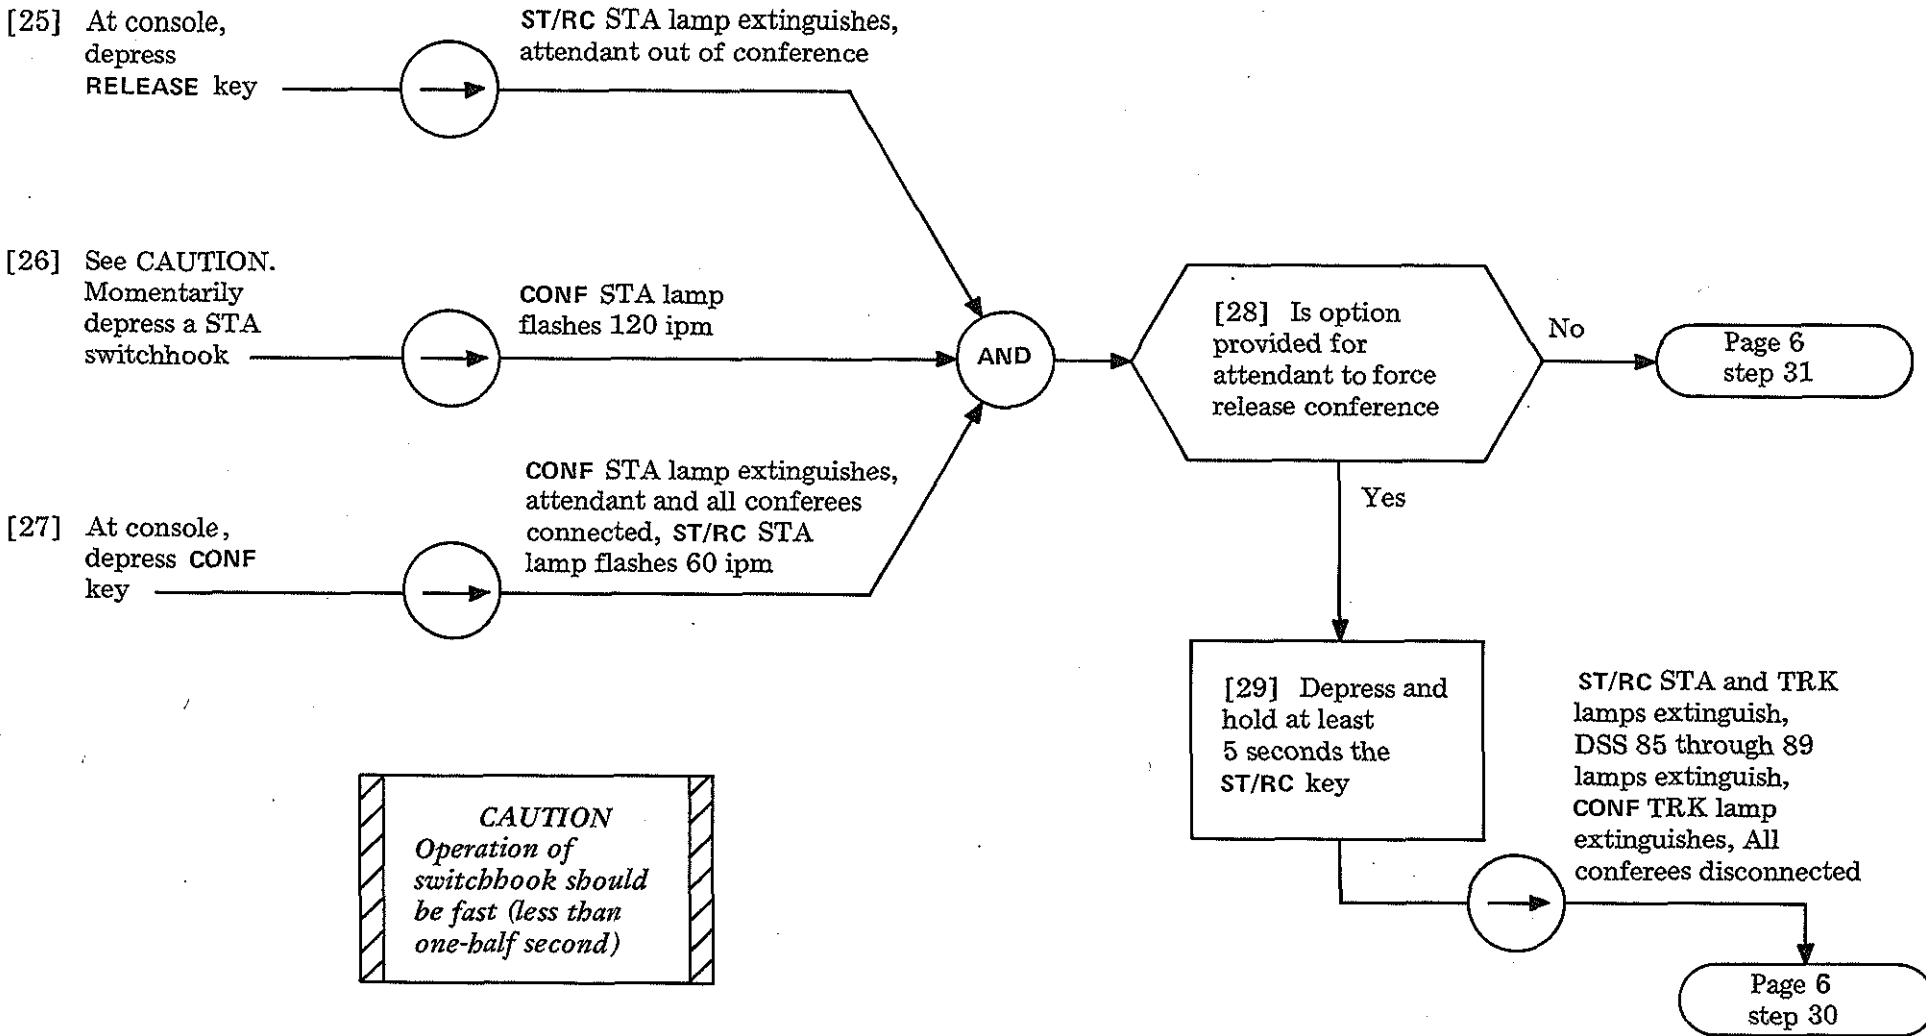 [25] At console,
depress
RELEASE key
ST/RC STA lamp extinguishes,
attendant out of conference
[26] See CAUTION.
Momentarily
depress a STA
switchhook
CONF STA lamp
flashes 120 ipm
[27] At console,
depress CONF
key
CONF STA lamp extinguishes,
attendant and all conferees
connected, ST/RC STA
lamp flashes 60 ipm
AND
[28] Is option
provided for
attendant to force
release conference
No
Page 6
step 31
Yes
[29] Depress and
hold at least
5 seconds the
ST/RC key
ST/RC STA and TRK
lamps extinguish,
DSS 85 through 89
lamps extinguish,
CONF TRK lamp
extinguishes, All
conferees disconnected
Page 6
step 30
CAUTION
Operation of
switchhook should
be fast (less than
one-half second)